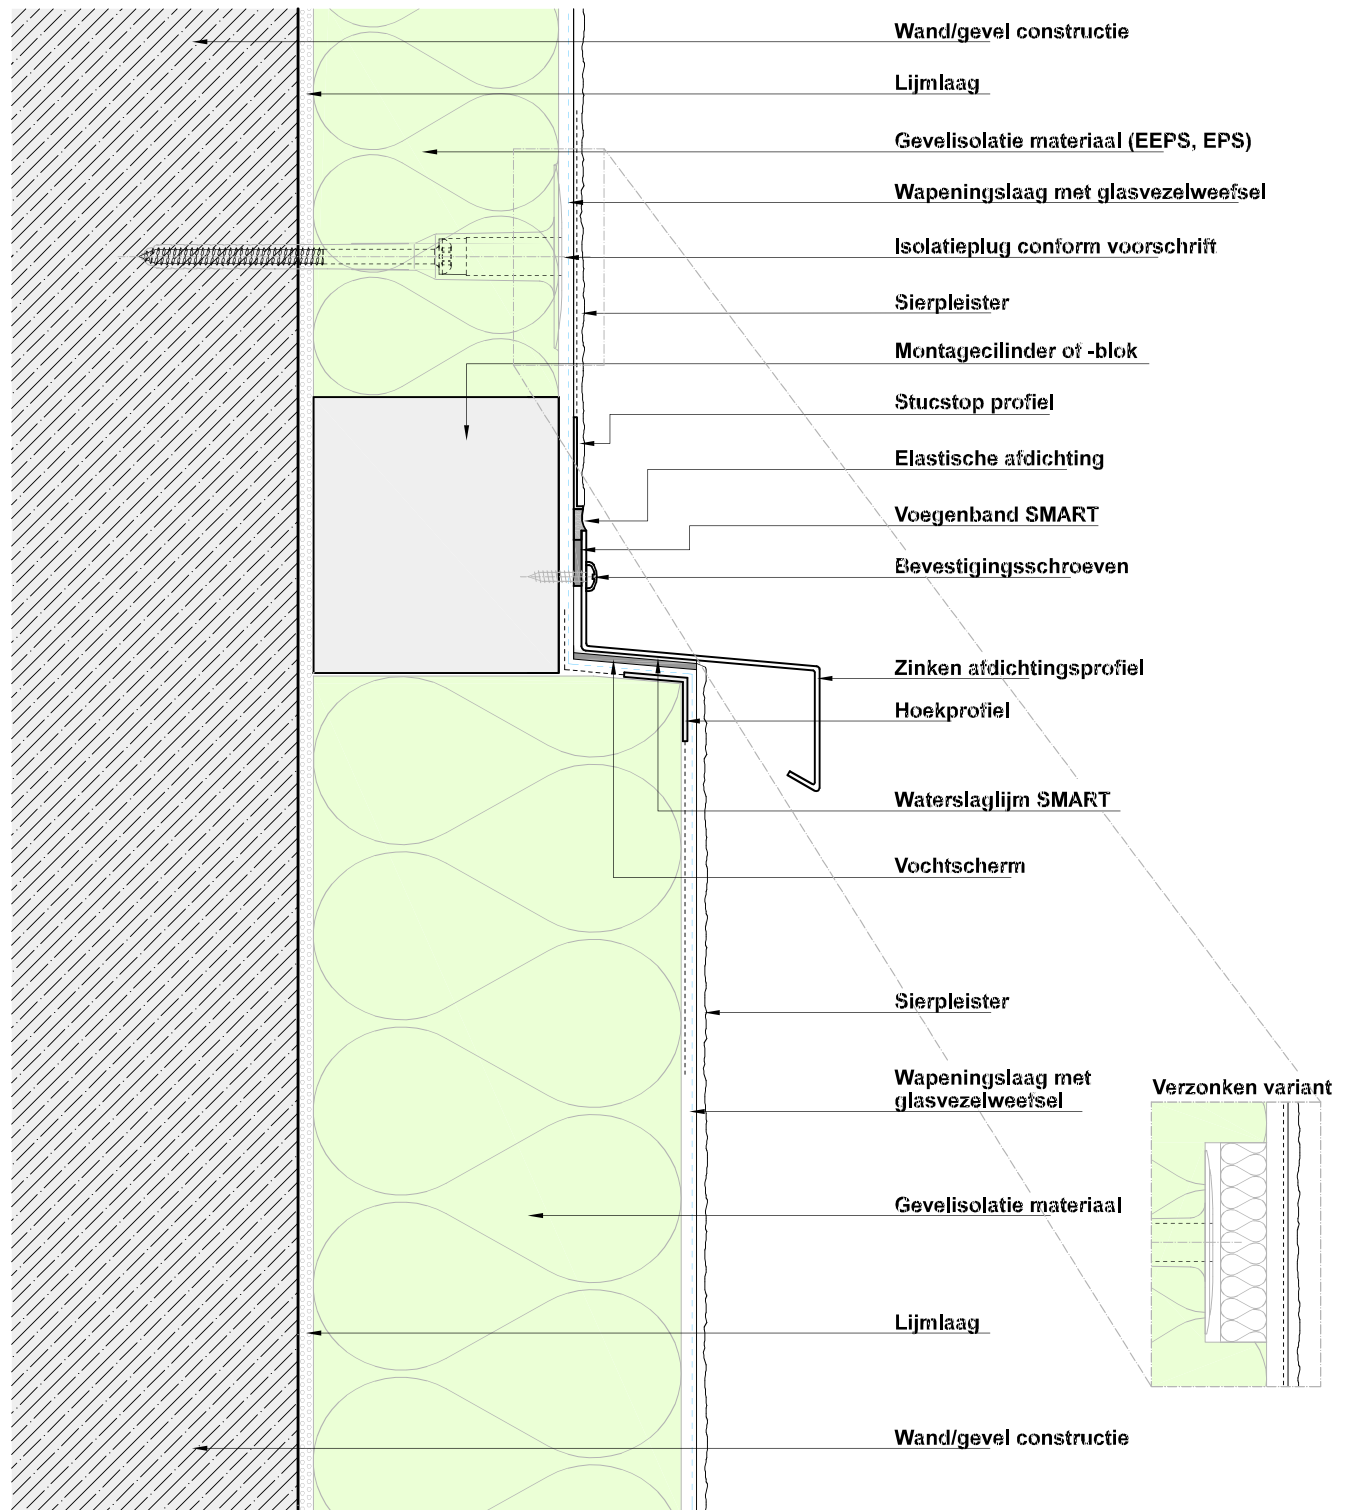 Wand/gevel constructie
Lijmlaag
Gevelisolatie materiaal (EEPS, EPS)
Wapeningslaag met glasvezelweefsel
Isolatieplug conform voorschrift
Sierpleister
Montagecilinder of -blok
Stucstop profiel
Elastische afdichting
Voegenband SMART
Bevestigingsschroeven
Zinken afdichtingsprofiel
Hoekprofiel
Waterslaglijm SMART
Vochtscherm
Sierpleister
Wapeningslaag met
glasvezelweefsel
Verzonken variant
Gevelisolatie materiaal
Lijmlaag
Wand/gevel constructie